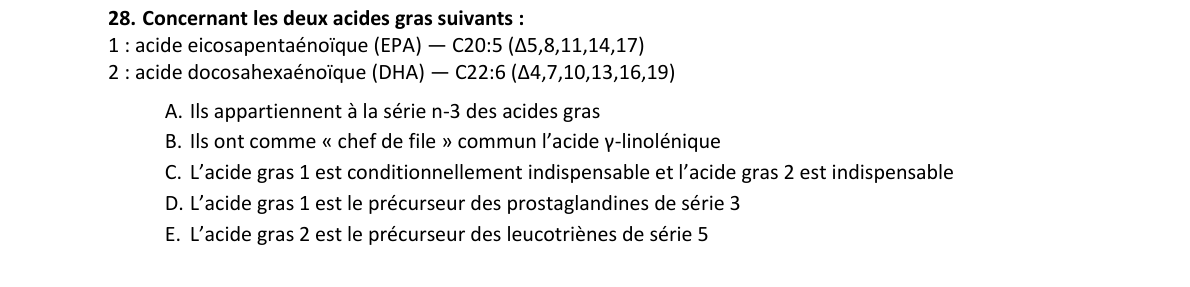 28. Concernant les deux acides gras suivants :
1 : acide eicosapentaénoïque (EPA) — C20:5 (Δ5,8,11,14,17)
2 : acide docosahexaénoïque (DHA) — C22:6 (Δ4,7,10,13,16,19)
A. Ils appartiennent à la série n-3 des acides gras
B. Ils ont comme « chef de file » commun l’acide γ-linolénique
C. L’acide gras 1 est conditionnellement indispensable et l’acide gras 2 est indispensable
D. L’acide gras 1 est le précurseur des prostaglandines de série 3
E. L’acide gras 2 est le précurseur des leucotriènes de série 5